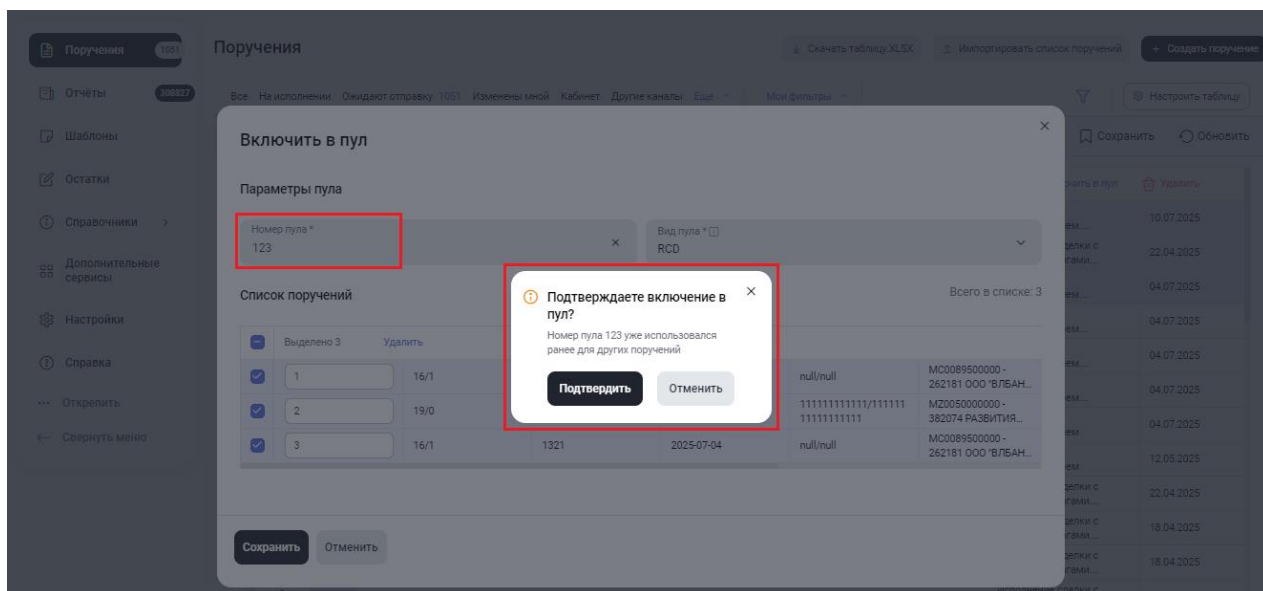 Поручения 1051
Отчёты 306827
Шаблоны
Остатки
Справочники
Дополнительные
сервисы
Настройки
Справка
Открепить
Свернуть меню
Поручения
Скачать таблицу.XLSX
Импортировать список поручений
+ Создать поручение
Все На исполнении Ожидают отправку 1051 Изменены мной Кабинет Другие каналы Еще
Мои фильтры
Настроить таблицу
Сохранить Обновить
Удалить
Включить в пул
Параметры пула
Номер пула *
123
Вид пула *
RCD
Список поручений
Всего в списке: 3
Выделено 3 Удалить
1 16/1 null/null МС0089500000 -
262181 ООО "ВЛБАН...
2 19/0 111111111111/111111
11111111111 MZ0050000000 -
382074 РАЗВИТИЯ...
3 16/1 1321 2025-07-04 null/null МС0089500000 -
262181 ООО "ВЛБАН...
Подтверждаете включение в
пул?
Номер пула 123 уже использовался
ранее для других поручений
Подтвердить Отменить
Сохранить Отменить
10.07.2025
22.04.2025
04.07.2025
04.07.2025
04.07.2025
04.07.2025
04.07.2025
12.05.2025
22.04.2025
18.04.2025
18.04.2025